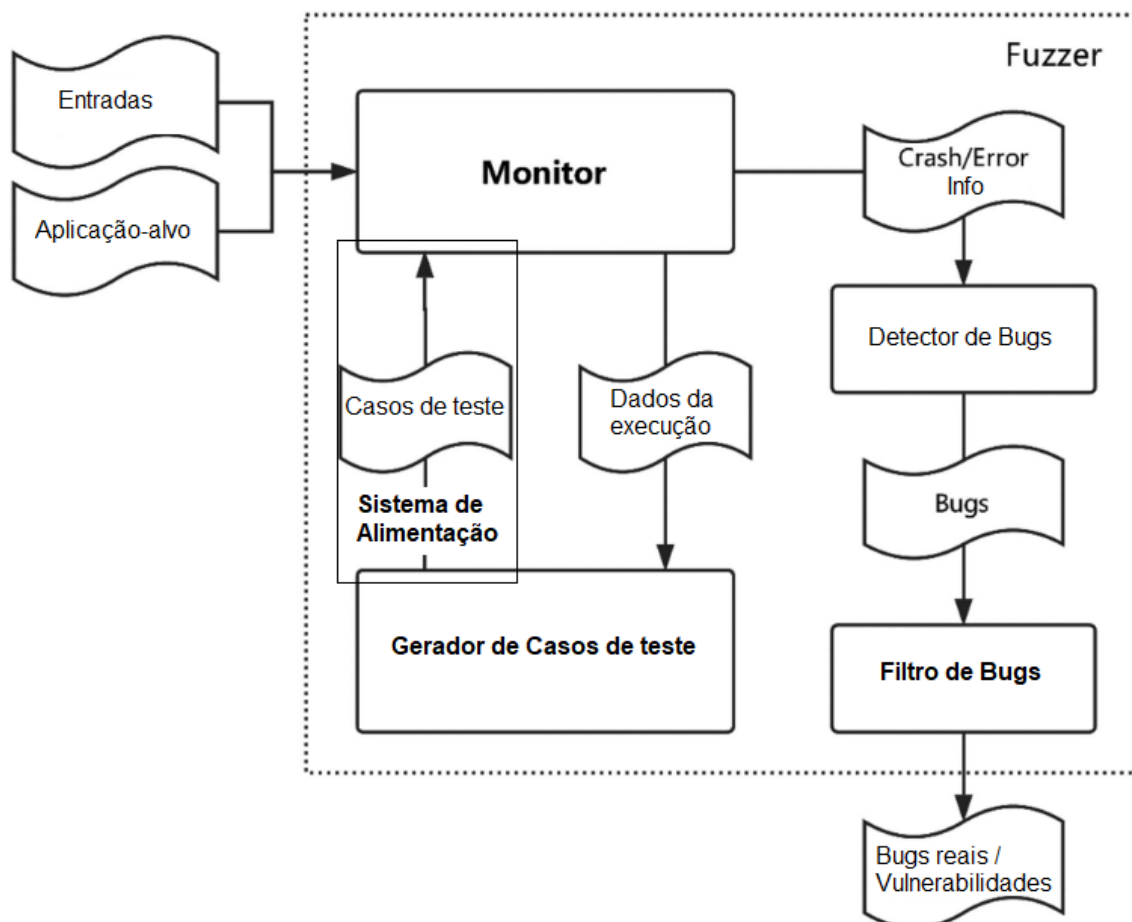 Fuzzer
Entradas
Aplicação-alvo
Monitor
Crash/Error
Info
Detector de Bugs
Casos de teste
Dados da
execução
Sistema de
Alimentação
Bugs
Gerador de Casos de teste
Filtro de Bugs
Bugs reais /
Vulnerabilidades